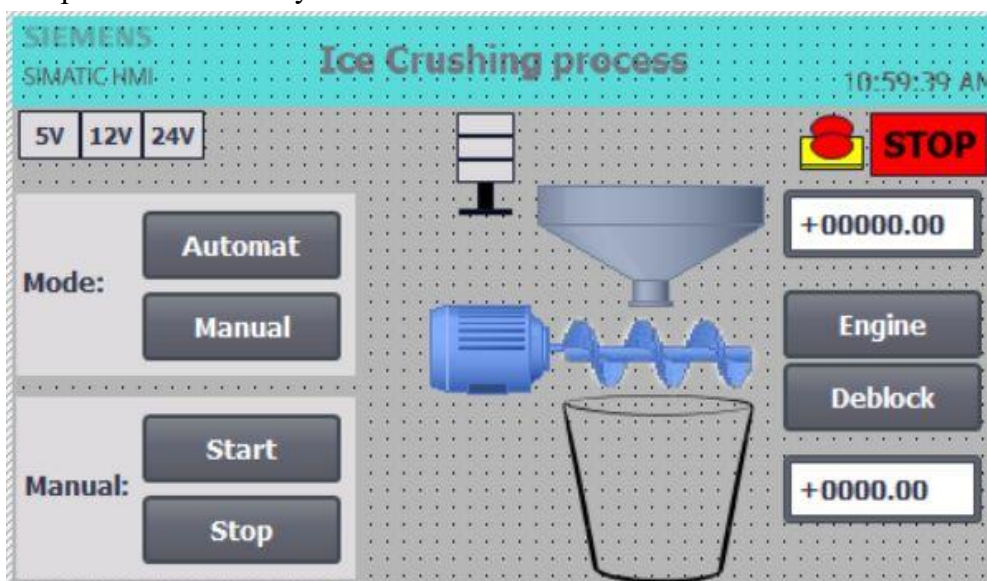 SIEMENS
SIMATIC HMI
Ice Crushing process
10:59:39 AM
5V 12V 24V
STOP
Mode:
Automat
Manual
Manual:
Start
Stop
+00000.00
Engine
Deblock
+0000.00